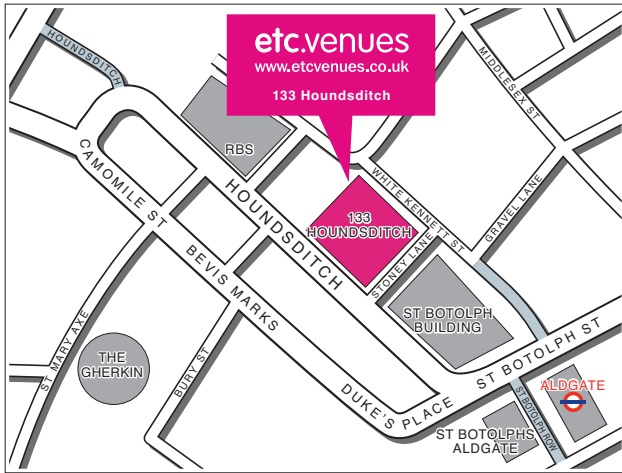 etc.venues
www.etcvenues.co.uk
133 Houndsditch
HOUNDSDITCH
MIDDLESEX ST
RBS
CAMOMILE ST
HOUNDSDITCH
WHITE KENNETT ST
GRAVEL LANE
133
HOUNDSDITCH
STONEY LANE
BEVIS MARKS
ST BOTOLPH
BUILDING
ST MARY AXE
THE
GHERKIN
BURY ST
DUKE'S PLACE
ST BOTOLPH ST
ALDGATE
ST BOTOLPH ROW
ST BOTOLPHS
ALDGATE